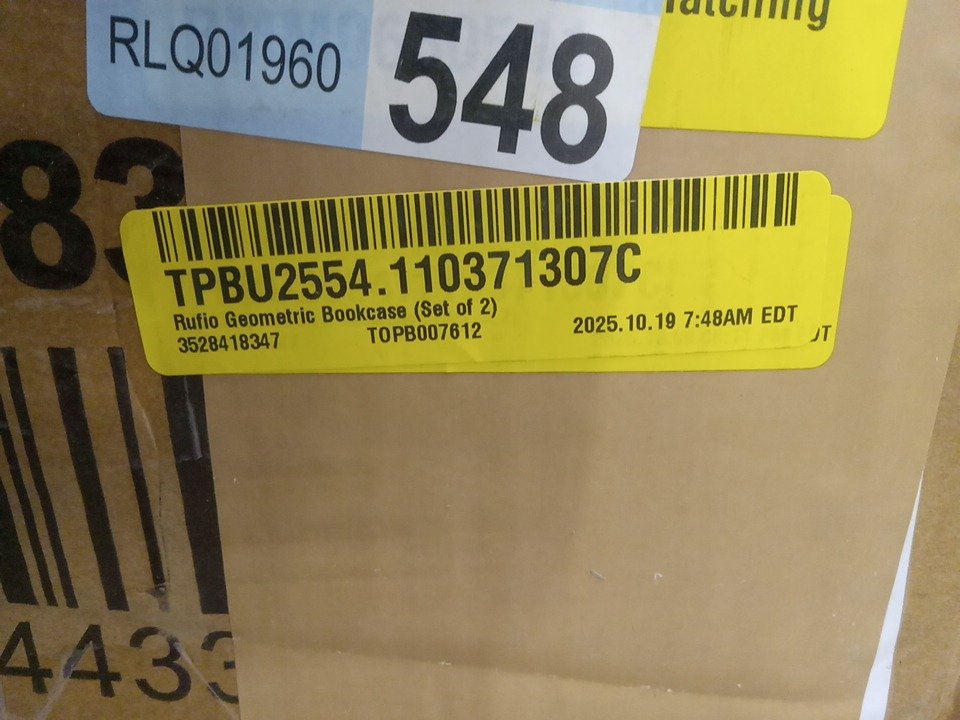 RLQ01960
548
83
TPBU2554.110371307C
Rufio Geometric Bookcase (Set of 2)
3528418347 TOPB007612 2025.10.19 7:48AM EDT
4433